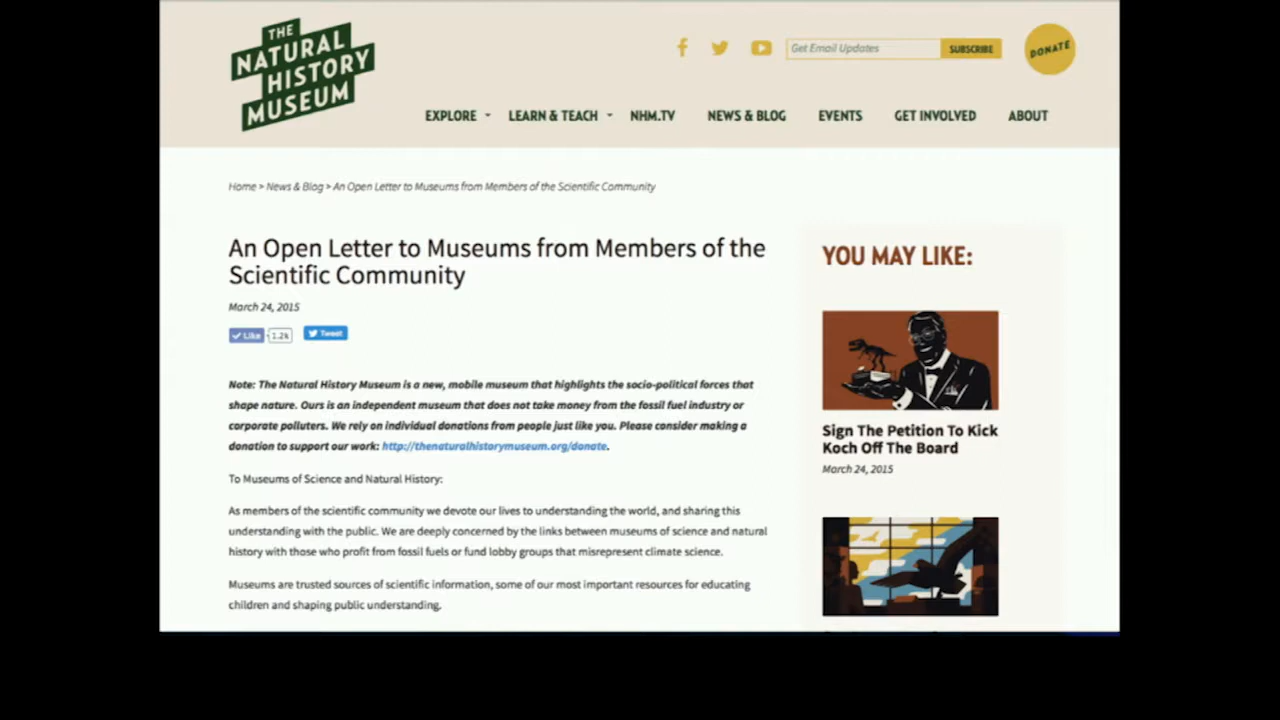 THE
NATURAL
HISTORY
MUSEUM
Get Email Updates
SUBSCRIBE
DONATE
EXPLORE
LEARN & TEACH
NHM.TV
NEWS & BLOG
EVENTS
GET INVOLVED
ABOUT
Home > News & Blog > An Open Letter to Museums from Members of the Scientific Community
An Open Letter to Museums from Members of the
Scientific Community
March 24, 2015
Like
1.2k
Tweet
Note: The Natural History Museum is a new, mobile museum that highlights the socio-political forces that
shape nature. Ours is an independent museum that does not take money from the fossil fuel industry or
corporate polluters. We rely on individual donations from people just like you. Please consider making a
donation to support our work: http://thenaturalhistorymuseum.org/donate.
To Museums of Science and Natural History:
As members of the scientific community we devote our lives to understanding the world, and sharing this
understanding with the public. We are deeply concerned by the links between museums of science and natural
history with those who profit from fossil fuels or fund lobby groups that misrepresent climate science.
Museums are trusted sources of scientific information, some of our most important resources for educating
children and shaping public understanding.
YOU MAY LIKE:
Sign The Petition To Kick
Koch Off The Board
March 24, 2015